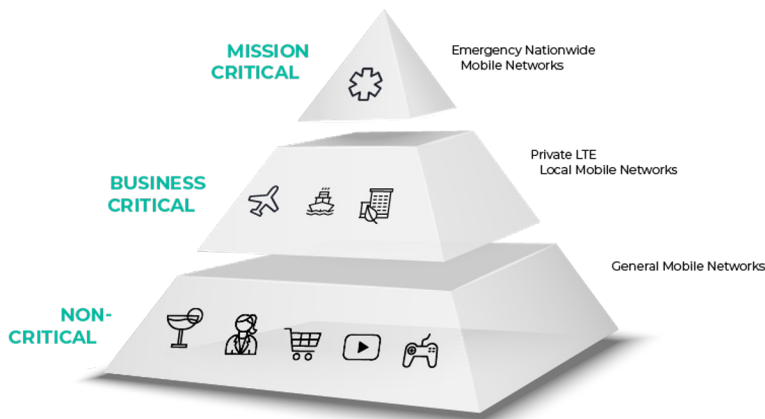 MISSION
CRITICAL
Emergency Nationwide
Mobile Networks
BUSINESS
CRITICAL
Private LTE
Local Mobile Networks
General Mobile Networks
NON-
CRITICAL